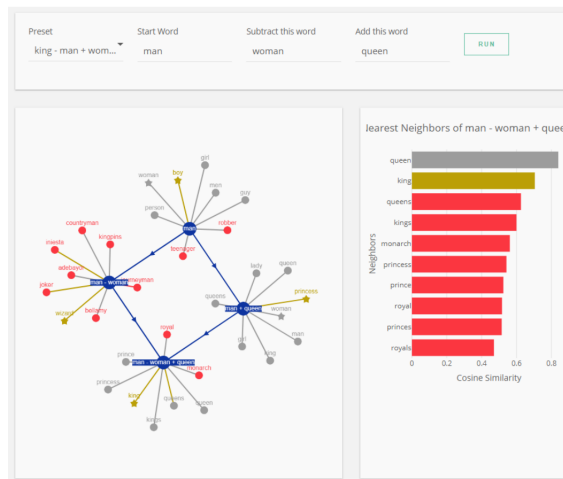 Preset
king - man + wom...
Start Word
man
Subtract this word
woman
Add this word
queen
RUN
girl
woman
boy
men
guy
person
man
rubber
countryman
kingpins
teenager
iniesta
adebayor
man - woman
joker
wizard
bellamy
lady
queen
queens
princess
man + queen
woman
girl
man
king
royal
prince
man - woman + queen
monarch
princess
king
queens
queen
kings
Nearest Neighbors of man - woman + quee
Neighbors
queen
king
queens
kings
monarch
princess
prince
royal
princes
royals
0 0.2 0.4 0.6 0.8
Cosine Similarity